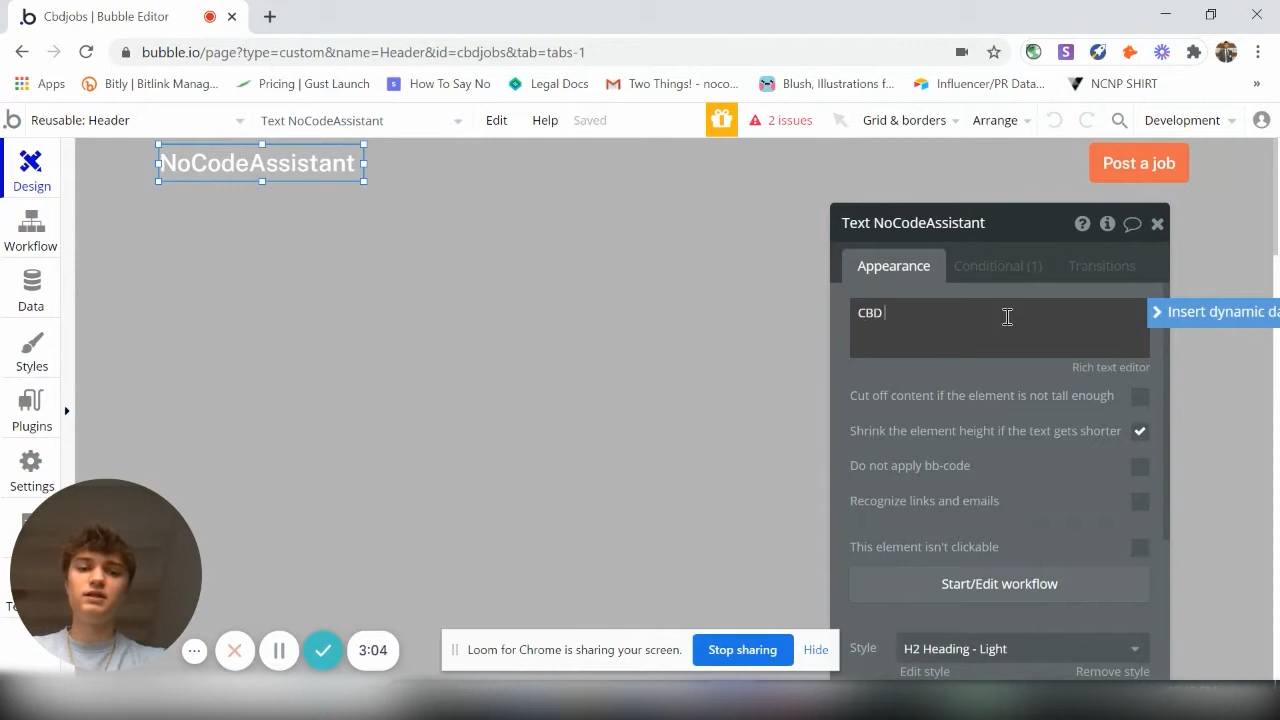 Cbdjobs | Bubble Editor
bubble.io/page?type=custom&name=Header&id=cbdjobs&tab=tabs-1
Apps
Bitly | Bitlink Manag...
Pricing | Gust Launch
How To Say No
Legal Docs
Two Things! - noco...
Blush, Illustrations f...
Influencer/PR Data...
NCNP SHIRT
»
Reusable: Header
Text NoCodeAssistant
Edit
Help
Saved
2 issues
Grid & borders
Arrange
Development
Design
Workflow
Data
Styles
Plugins
Settings
NoCodeAssistant
Post a job
Text NoCodeAssistant
Appearance
Conditional (1)
Transitions
CBD
Insert dynamic da
Rich text editor
Cut off content if the element is not tall enough
Shrink the element height if the text gets shorter
Do not apply bb-code
Recognize links and emails
This element isn't clickable
Start/Edit workflow
Style
H2 Heading - Light
Edit style
Remove style
3:04
Loom for Chrome is sharing your screen.
Stop sharing
Hide